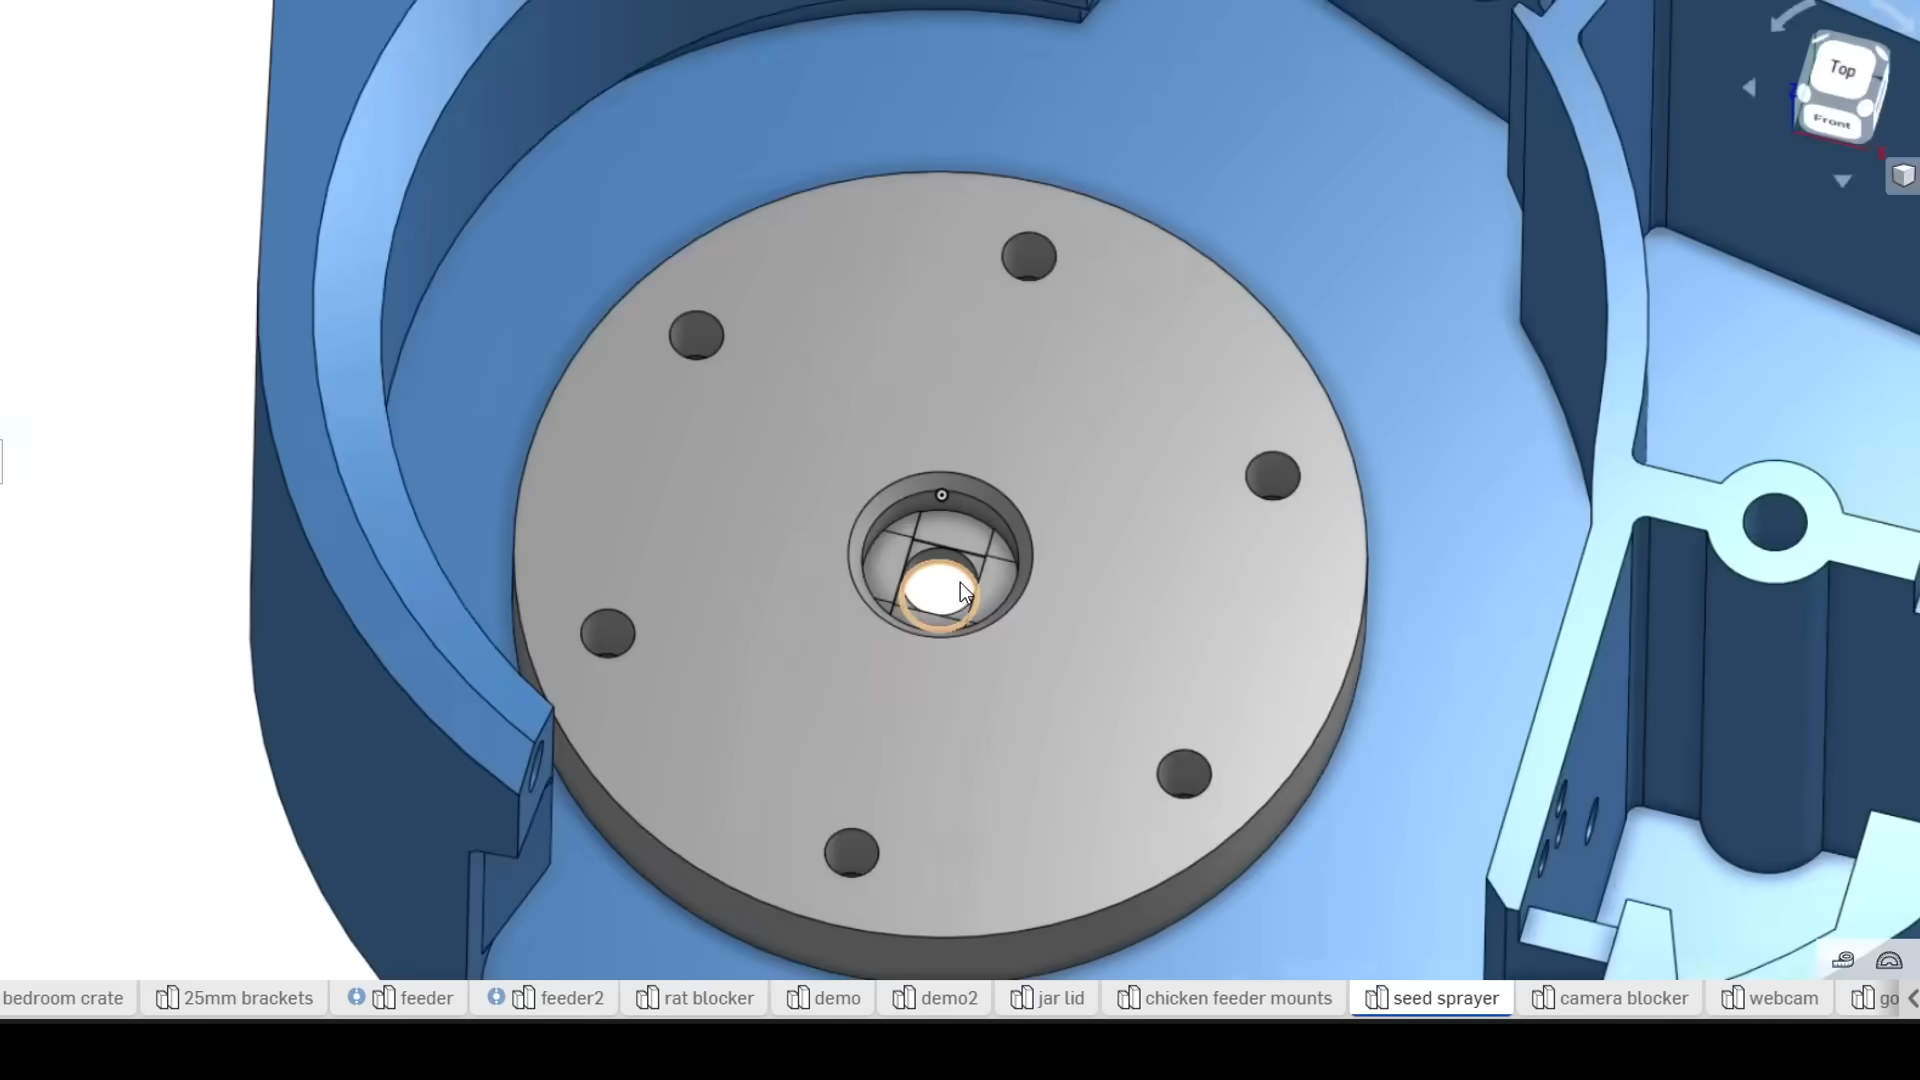 Top
Front
X
bedroom crate 25mm brackets feeder feeder2 rat blocker demo demo2 jar lid chicken feeder mounts seed sprayer camera blocker webcam go